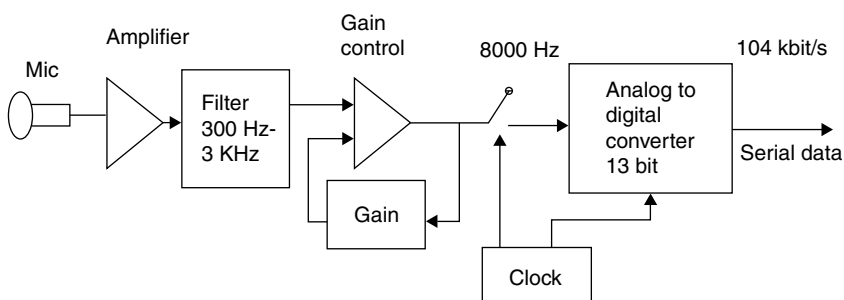 Mic
Amplifier
Filter
300 Hz-
3 KHz
Gain
control
Gain
8000 Hz
Clock
Analog to
digital
converter
13 bit
104 kbit/s
Serial data